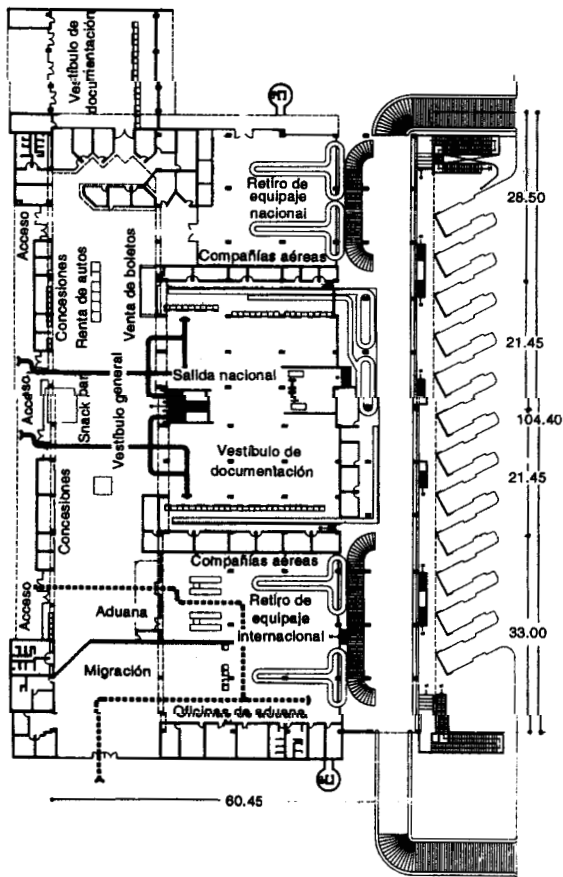 Vestíbulo de
documentación
Retiro de
equipaje
nacional
28.50
Acceso
Concesiones
Renta de autos
Venta de boletos
Compañías aéreas
21.45
Acceso
Snack bar
Vestíbulo general
Salida nacional
104.40
Vestíbulo de
documentación
21.45
Concesiones
Compañías aéreas
Acceso
Aduana
Retiro de
equipaje
internacional
33.00
Migración
Oficinas de aduana
60.45